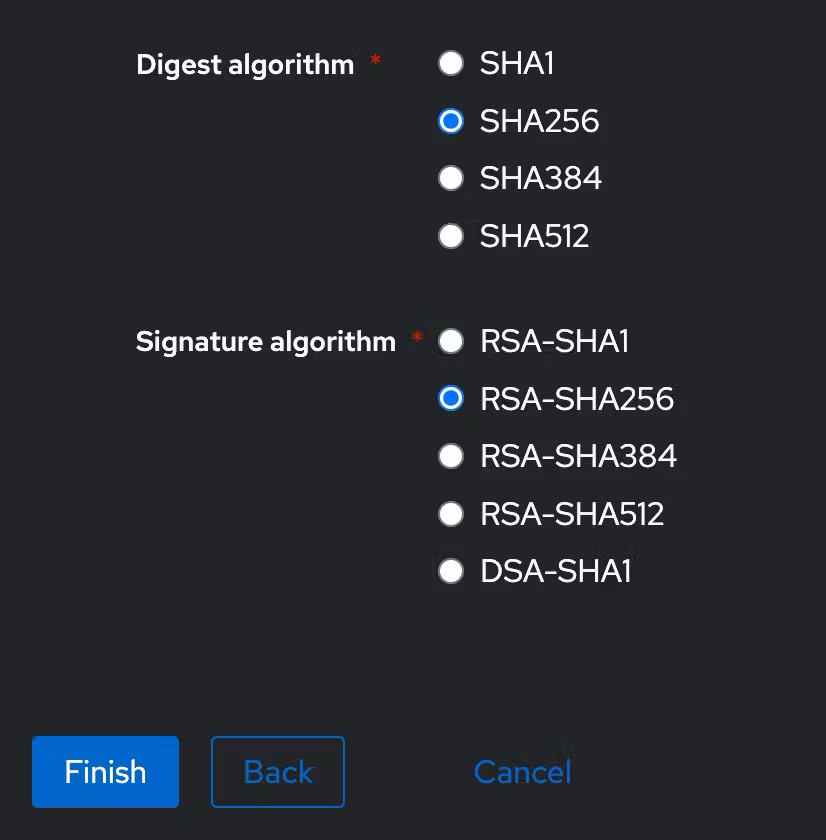 Digest algorithm * SHA1
SHA256
SHA384
SHA512
Signature algorithm * RSA-SHA1
RSA-SHA256
RSA-SHA384
RSA-SHA512
DSA-SHA1
Finish Back Cancel